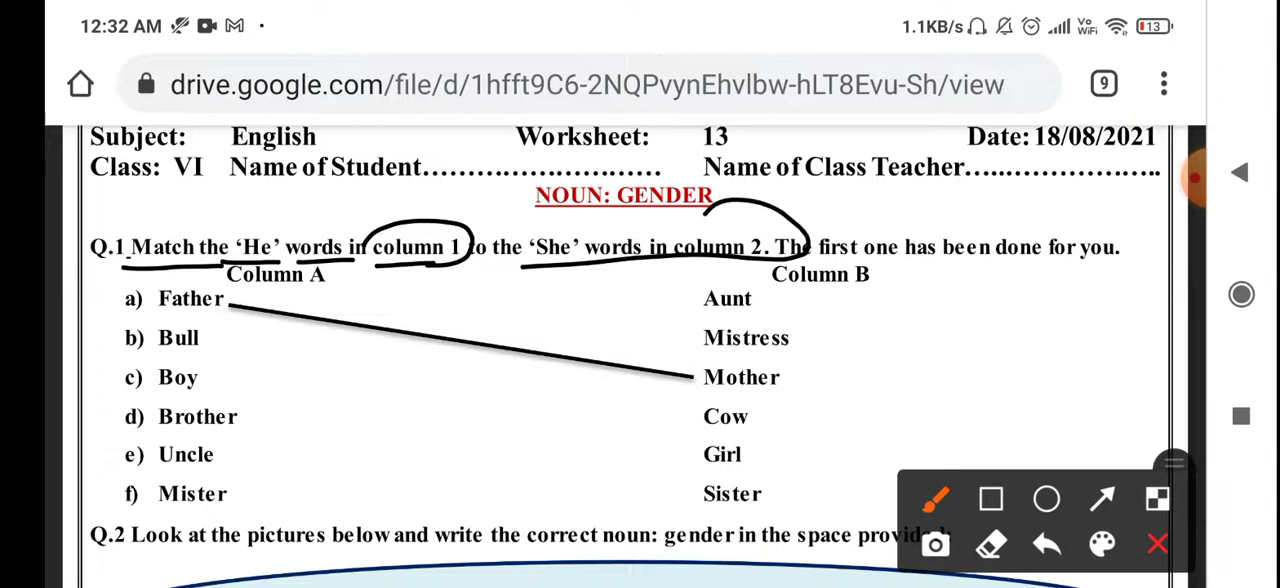 12:32 AM 1.1KB/s Vo WiFi 13
drive.google.com/file/d/1hfft9C6-2NQPvynEhvlbw-hLT8Evu-Sh/view 9
Subject: English Worksheet: 13 Date: 18/08/2021
Class: VI Name of Student………………………… Name of Class Teacher…..…………….…..
NOUN: GENDER
Q.1 Match the ‘He’ words in column 1 to the ‘She’ words in column 2. The first one has been done for you.
Column A Column B
a) Father Aunt
b) Bull Mistress
c) Boy Mother
d) Brother Cow
e) Uncle Girl
f) Mister Sister
Q.2 Look at the pictures below and write the correct noun: gender in the space